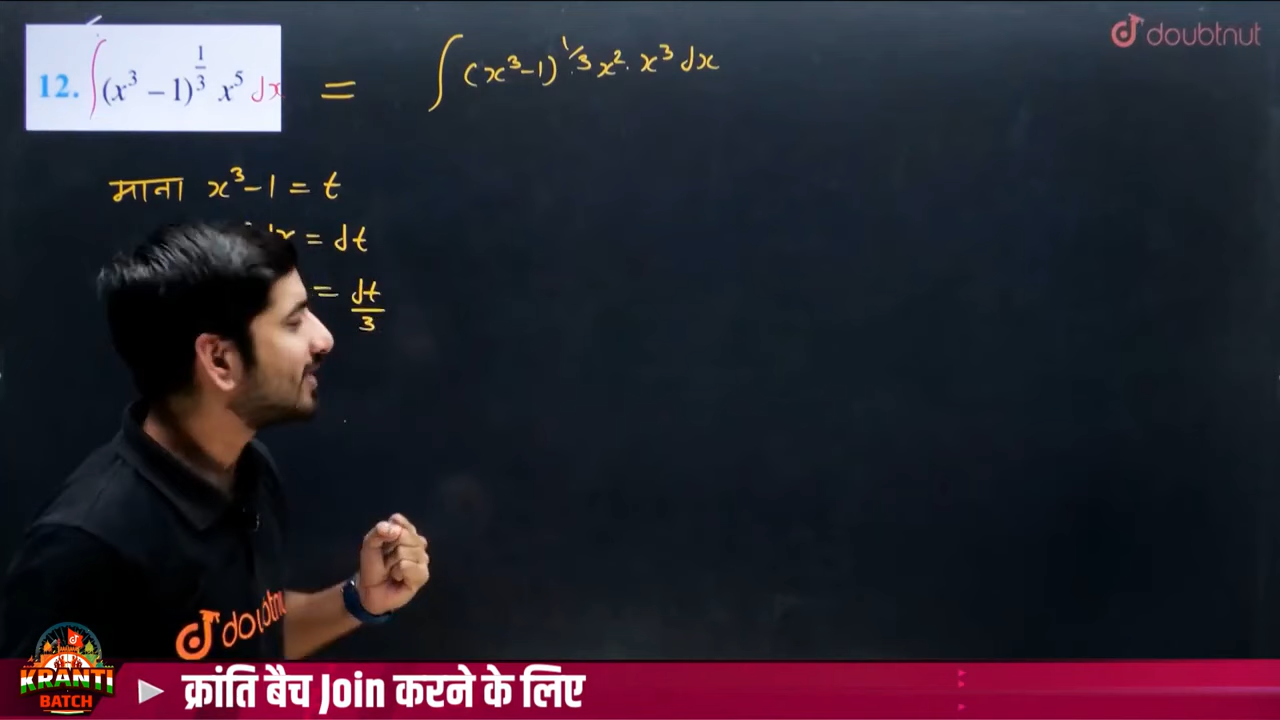 doubtnut
12. ∫(x³ – 1)^(1/3) x⁵ dx = ∫(x³-1)^(1/3) x². x³ dx
माना x³-1 = t
dx = dt
= dt/3
doubtnut
KRANTI
BATCH
क्रांति बैच Join करने के लिए